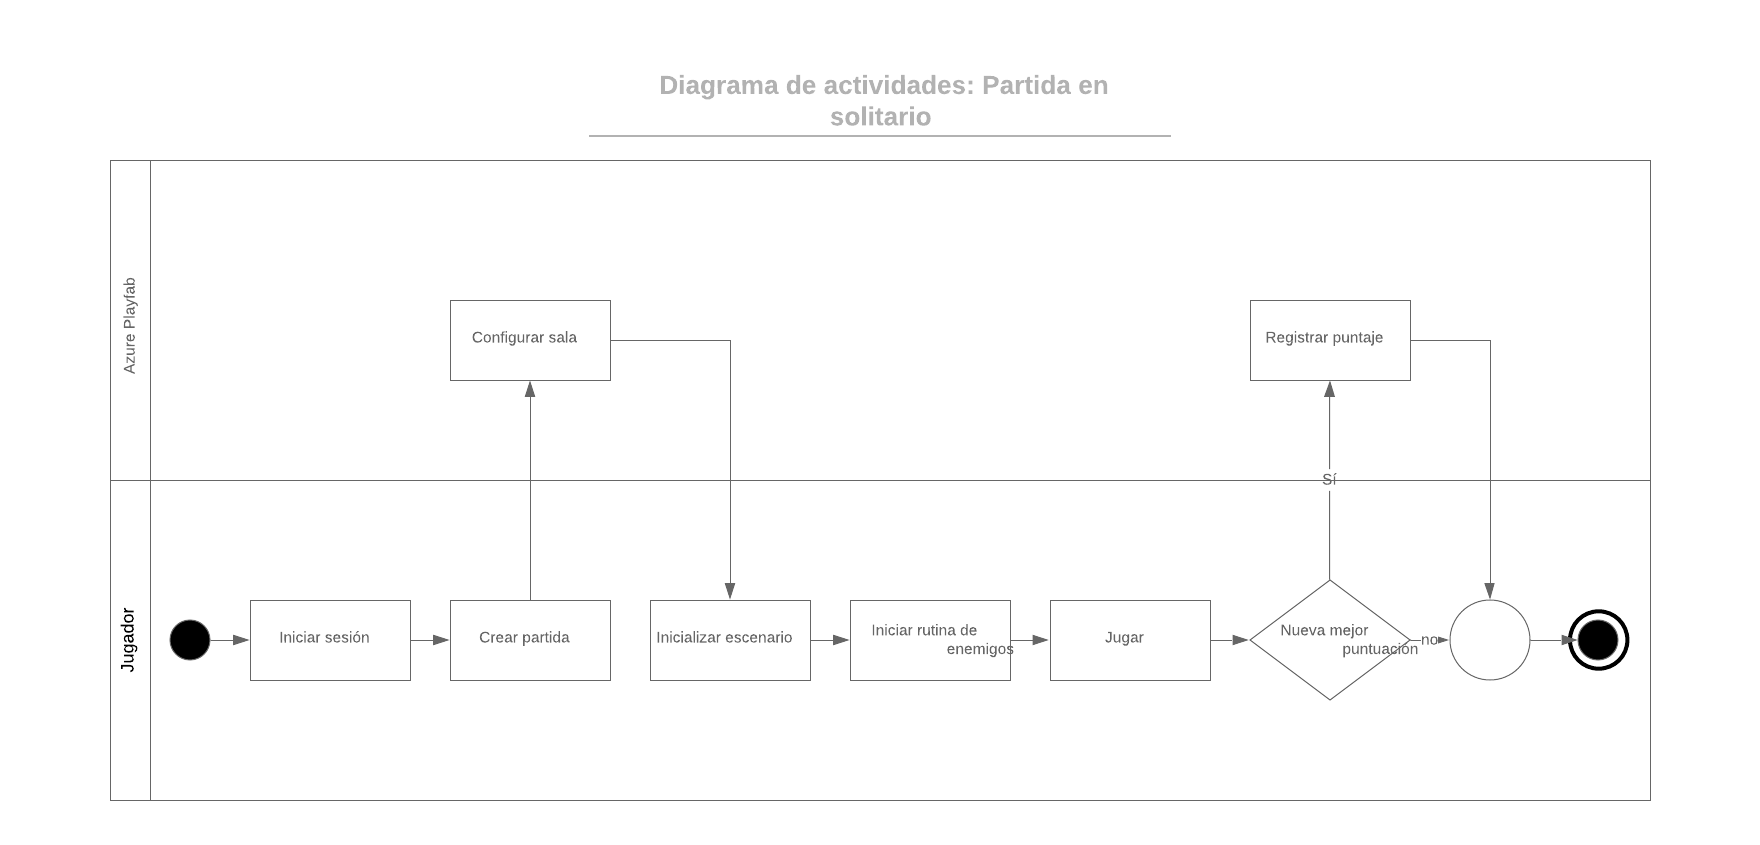 Diagrama de actividades: Partida en
solitario
Azure Playfab
Configurar sala
Registrar puntaje
Sí
Jugador
Iniciar sesión
Crear partida
Inicializar escenario
Iniciar rutina de
enemigos
Jugar
Nueva mejor
puntuación
no